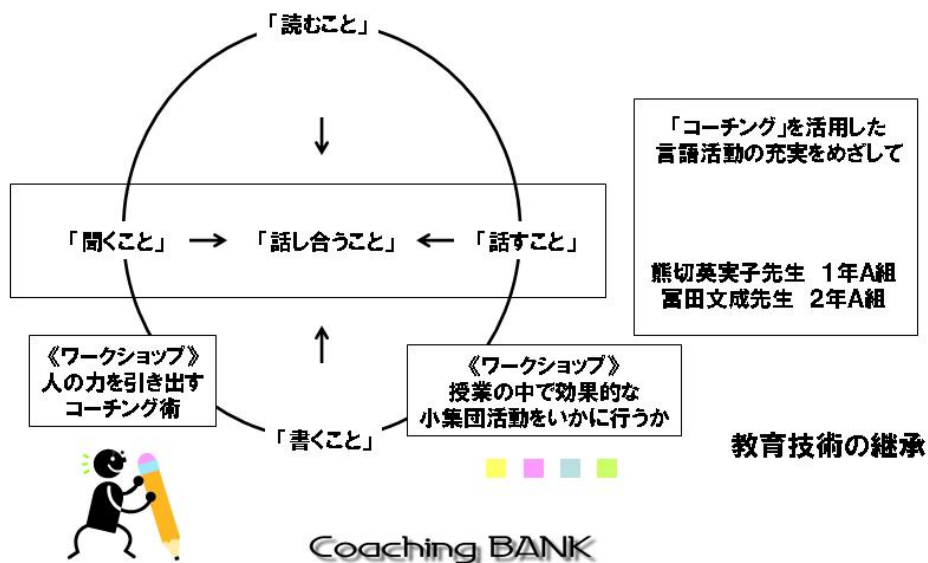 「読むこと」
「コーチング」を活用した
言語活動の充実をめざして
「聞くこと」 → 「話し合うこと」 ← 「話すこと」
熊切英実子先生 1年A組
冨田文成先生 2年A組
《ワークショップ》
人の力を引き出す
コーチング術
《ワークショップ》
授業の中で効果的な
小集団活動をいかに行うか
「書くこと」
教育技術の継承
Coaching BANK